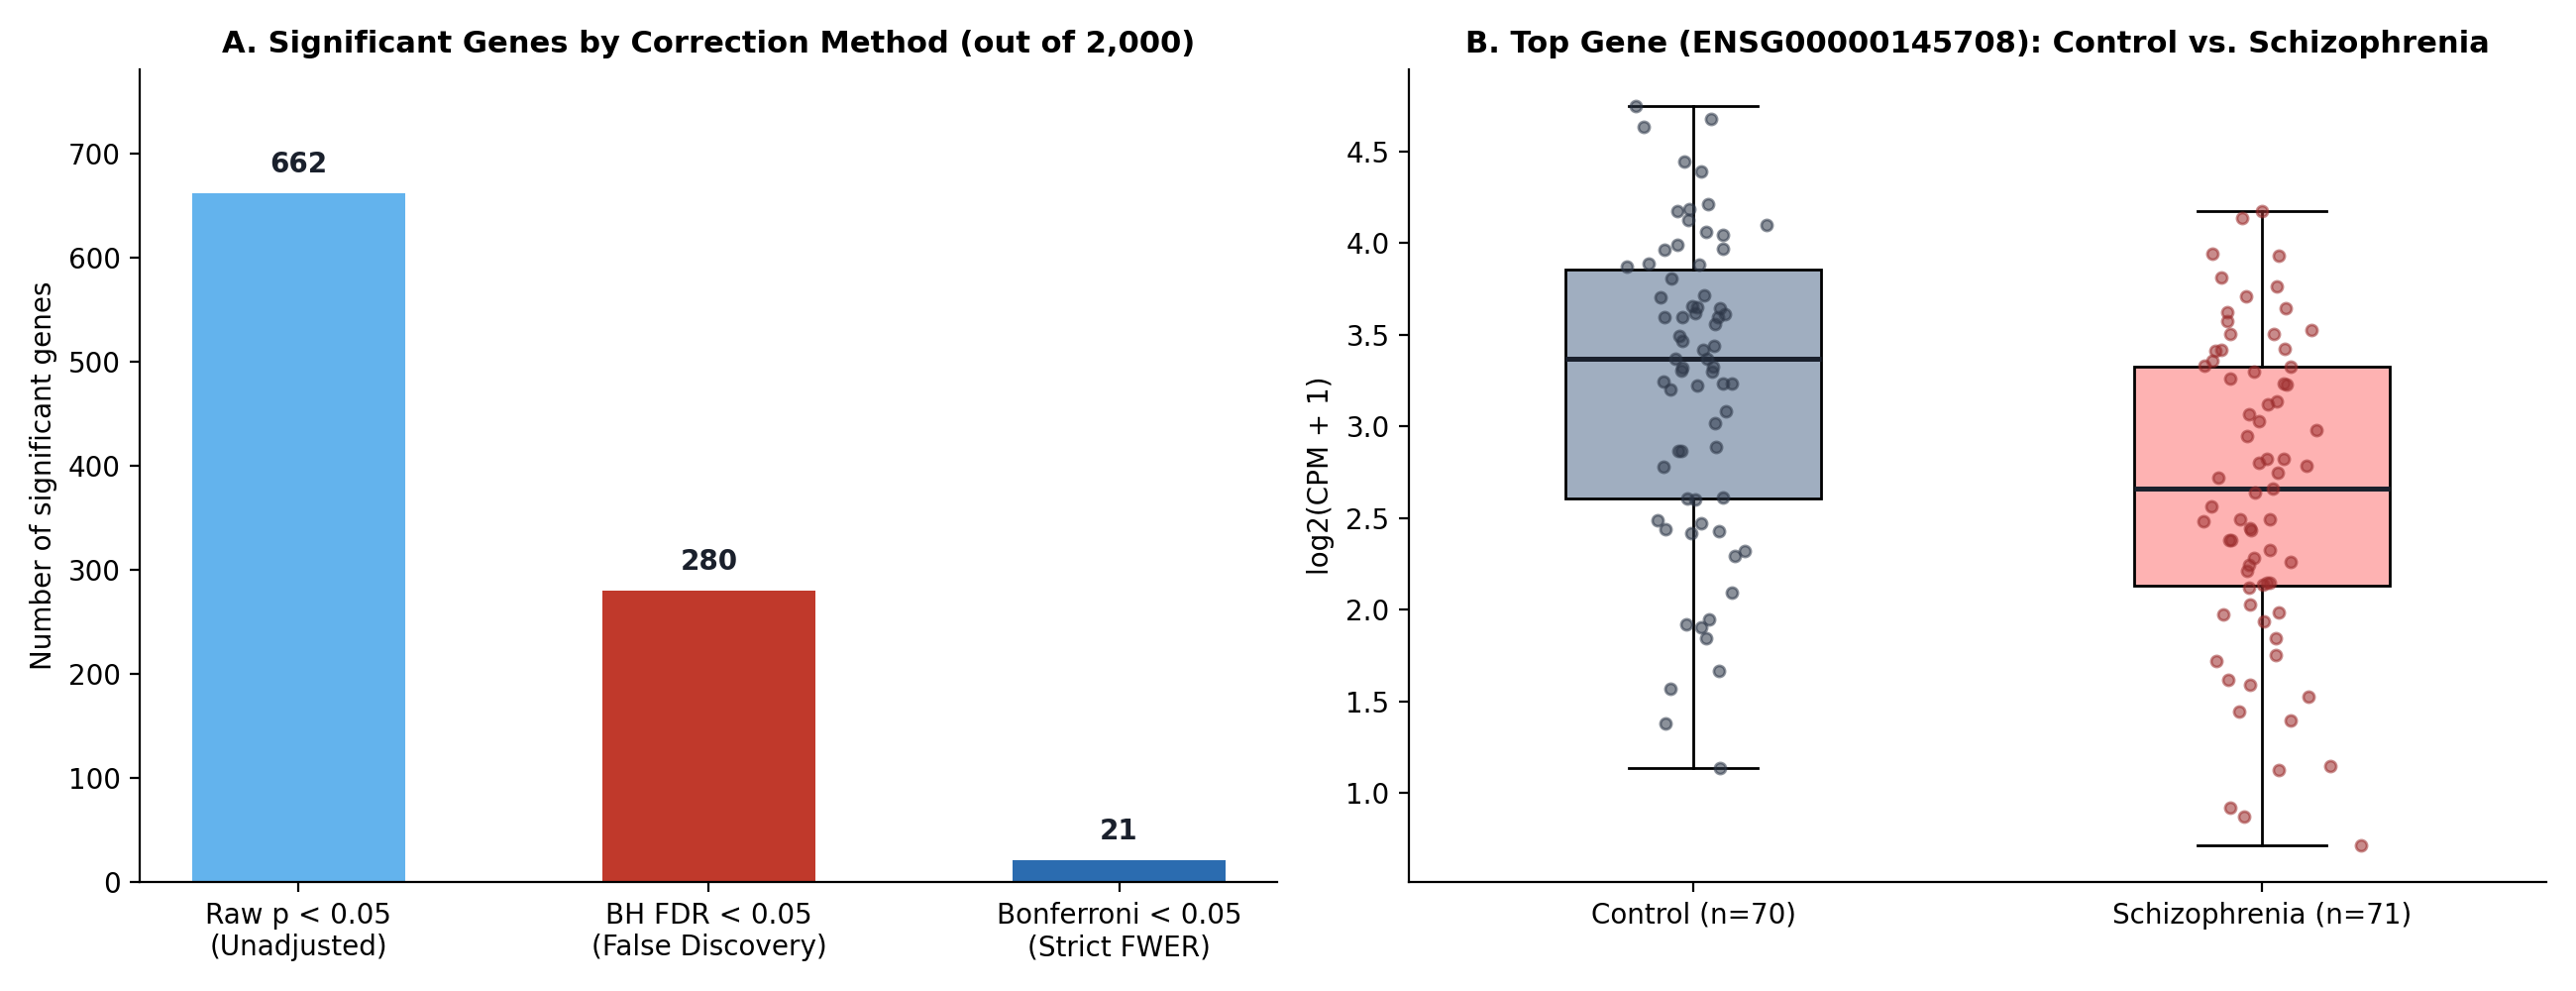 A. Significant Genes by Correction Method (out of 2,000)
Number of significant genes
700
600
500
400
300
200
100
0
662
280
21
Raw p < 0.05
(Unadjusted)
BH FDR < 0.05
(False Discovery)
Bonferroni < 0.05
(Strict FWER)
B. Top Gene (ENSG00000145708): Control vs. Schizophrenia
log2(CPM + 1)
4.5
4.0
3.5
3.0
2.5
2.0
1.5
1.0
Control (n=70)
Schizophrenia (n=71)